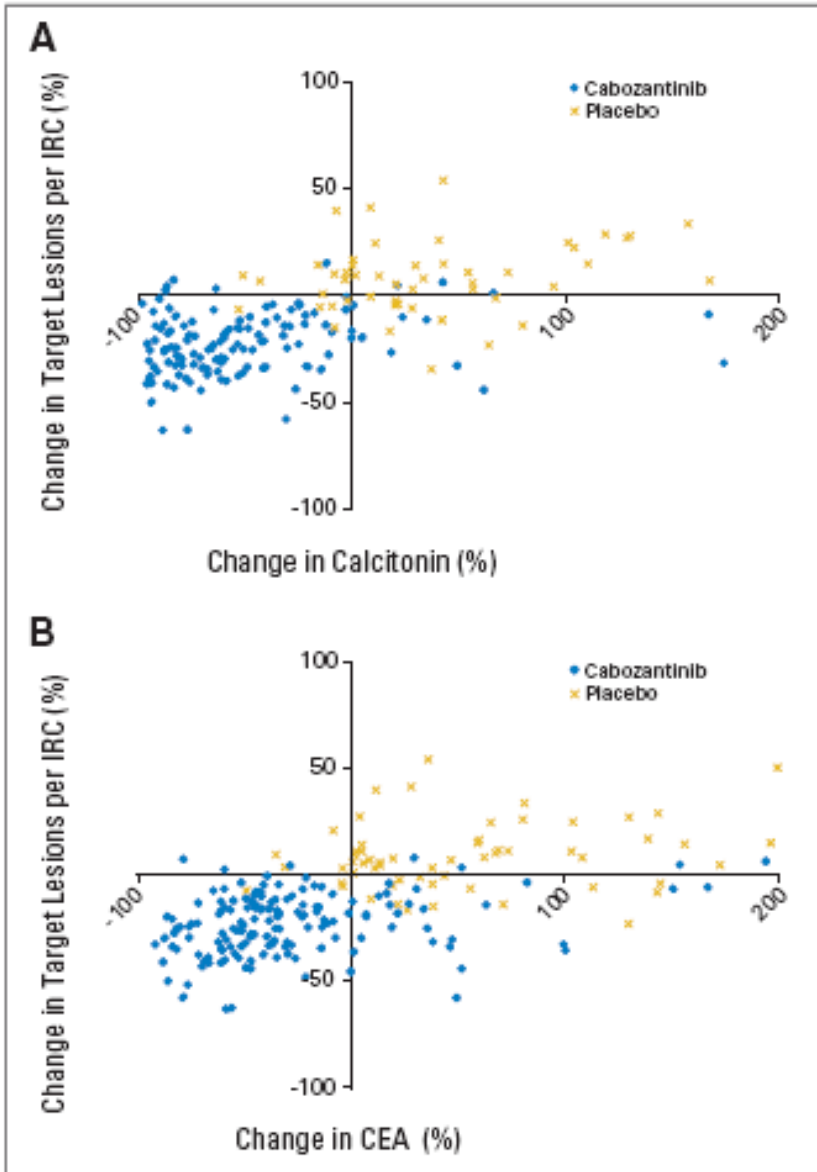 A
Change in Target Lesions per IRC (%)
100
50
-50
-100
-100
100
200
Cabozantinib
Placebo
Change in Calcitonin (%)
B
Change in Target Lesions per IRC (%)
100
50
-50
-100
-100
100
200
Cabozantinib
Placebo
Change in CEA (%)